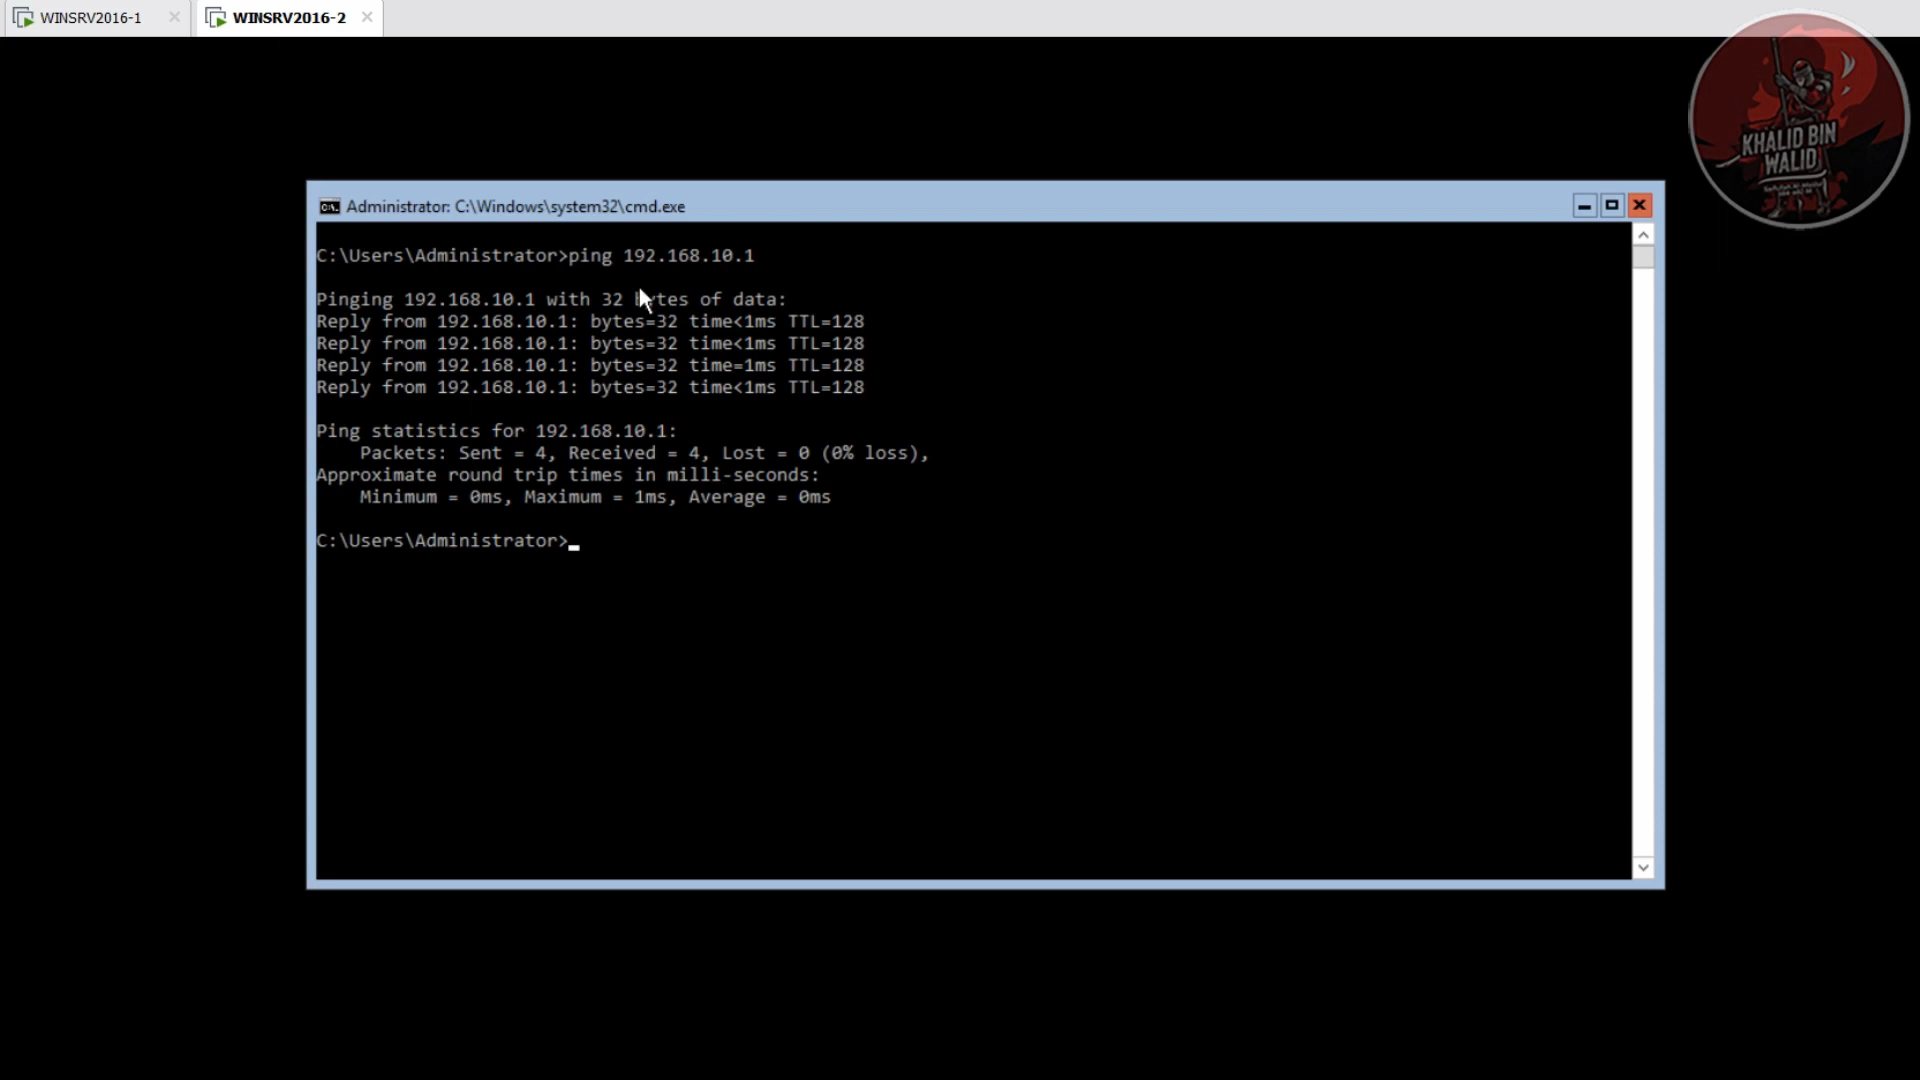 WINSRV2016-1
WINSRV2016-2
KHALID BIN
WALID
Administrator: C:\Windows\system32\cmd.exe
C:\Users\Administrator>ping 192.168.10.1
Pinging 192.168.10.1 with 32 bytes of data:
Reply from 192.168.10.1: bytes=32 time<1ms TTL=128
Reply from 192.168.10.1: bytes=32 time<1ms TTL=128
Reply from 192.168.10.1: bytes=32 time=1ms TTL=128
Reply from 192.168.10.1: bytes=32 time<1ms TTL=128
Ping statistics for 192.168.10.1:
Packets: Sent = 4, Received = 4, Lost = 0 (0% loss),
Approximate round trip times in milli-seconds:
Minimum = 0ms, Maximum = 1ms, Average = 0ms
C:\Users\Administrator>